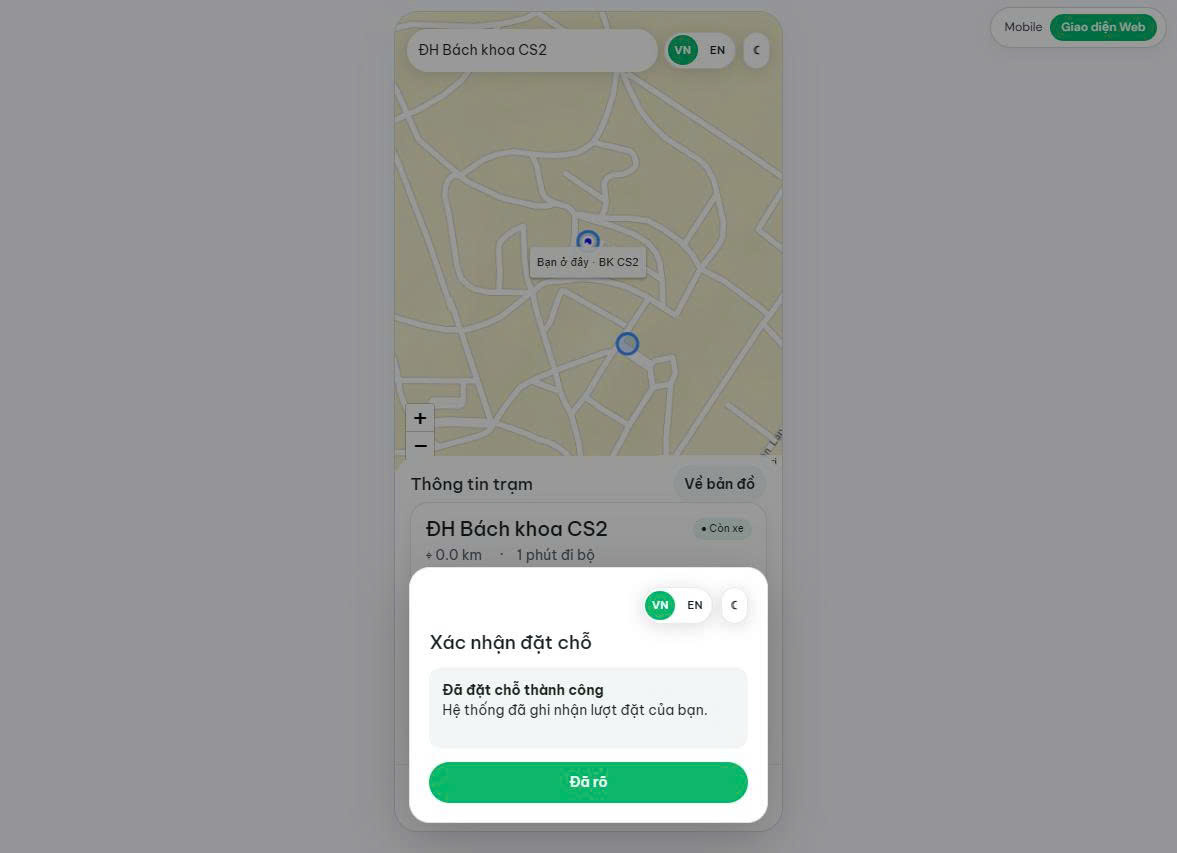 Mobile Giao diện Web
ĐH Bách khoa CS2 VN EN
Bạn ở đây · BK CS2
+
−
Thông tin trạm Về bản đồ
ĐH Bách khoa CS2 • Còn xe
⌖ 0.0 km · 1 phút đi bộ
VN EN
Xác nhận đặt chỗ
Đã đặt chỗ thành công
Hệ thống đã ghi nhận lượt đặt của bạn.
Đã rõ